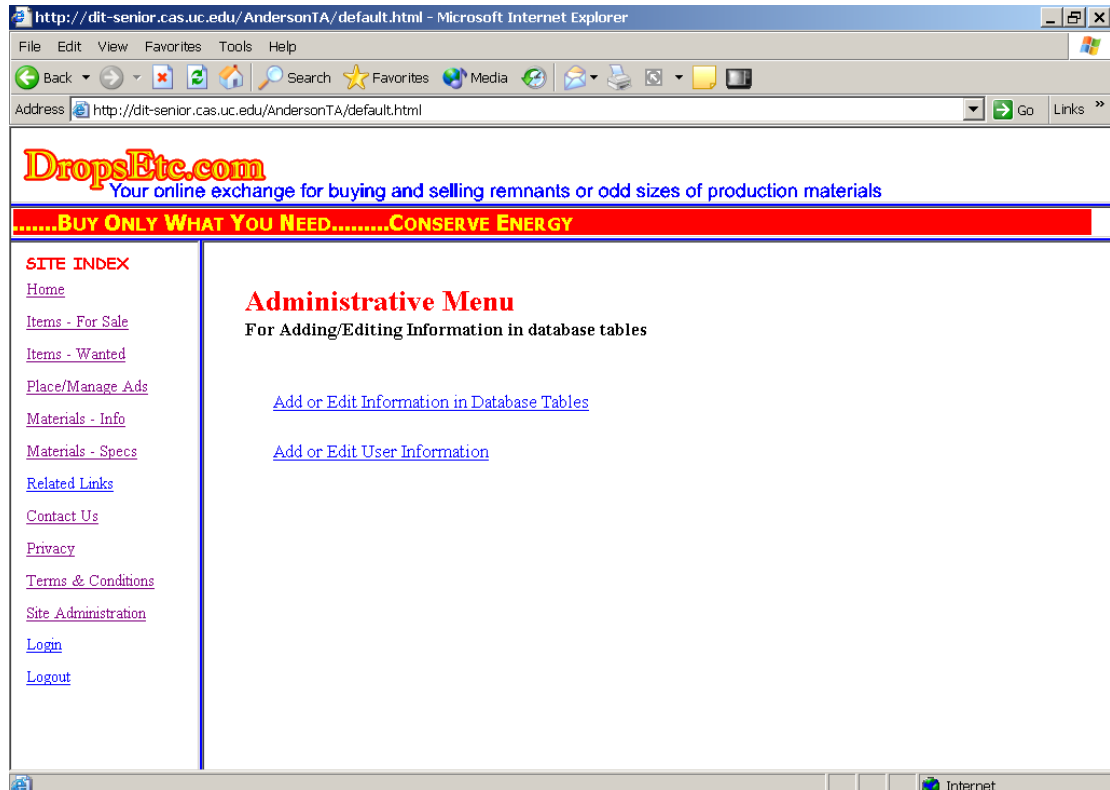 http://dit-senior.cas.uc.edu/AndersonTA/default.html - Microsoft Internet Explorer
File Edit View Favorites Tools Help
Back Search Favorites Media
Address http://dit-senior.cas.uc.edu/AndersonTA/default.html Go Links »
DropsEtc.com
Your online exchange for buying and selling remnants or odd sizes of production materials
.......BUY ONLY WHAT YOU NEED.........CONSERVE ENERGY
SITE INDEX
Home
Items - For Sale
Items - Wanted
Place/Manage Ads
Materials - Info
Materials - Specs
Related Links
Contact Us
Privacy
Terms & Conditions
Site Administration
Login
Logout
Administrative Menu
For Adding/Editing Information in database tables
Add or Edit Information in Database Tables
Add or Edit User Information
Internet